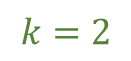 k = 2